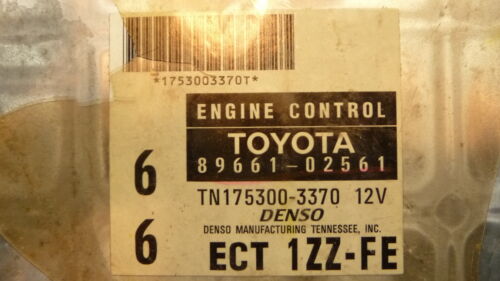 *1753003370T*
ENGINE CONTROL
TOYOTA
89661-02561
6
TN175300-3370 12V
DENSO
DENSO MANUFACTURING TENNESSEE, INC.
6
ECT 1ZZ-FE